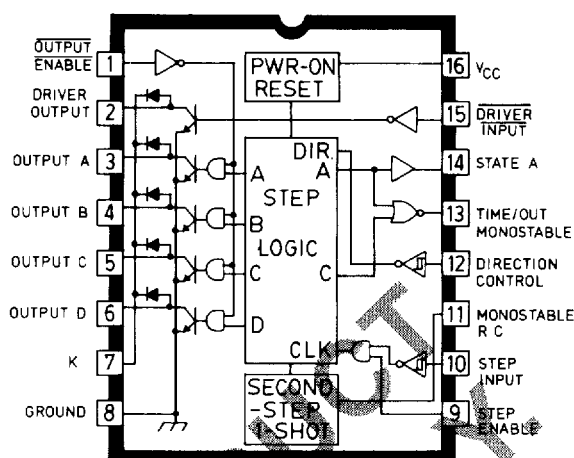 OUTPUT
ENABLE
1
DRIVER
OUTPUT
2
OUTPUT A
3
OUTPUT B
4
OUTPUT C
5
OUTPUT D
6
K
7
GROUND
8
PWR-ON
RESET
DIR.
A
A
STEP
B
LOGIC
C
C
D
CLK
SECOND
-STEP
1-SHOT
16
VCC
15
DRIVER
INPUT
14
STATE A
13
TIME/OUT
MONOSTABLE
12
DIRECTION
CONTROL
11
MONOSTABLE
R C
10
STEP
INPUT
9
STEP
ENABLE